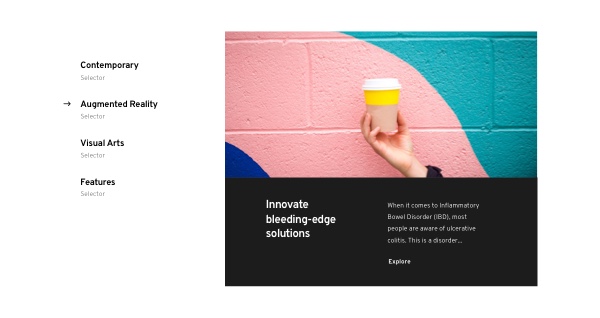 Contemporary
Selector
→ Augmented Reality
Selector
Visual Arts
Selector
Features
Selector
Innovate
bleeding-edge
solutions
When it comes to Inflammatory
Bowel Disorder (IBD), most
people are aware of ulcerative
colitis. This is a disorder...
Explore